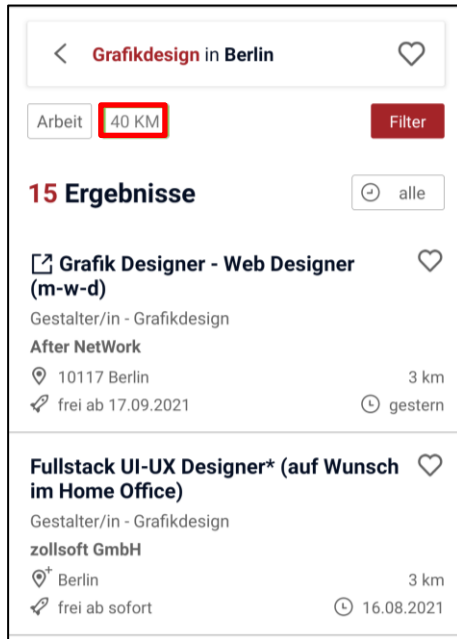 Grafikdesign in Berlin
Arbeit 40 KM Filter
15 Ergebnisse alle
Grafik Designer - Web Designer
(m-w-d)
Gestalter/in - Grafikdesign
After NetWork
10117 Berlin 3 km
frei ab 17.09.2021 gestern
Fullstack UI-UX Designer* (auf Wunsch
im Home Office)
Gestalter/in - Grafikdesign
zollsoft GmbH
Berlin 3 km
frei ab sofort 16.08.2021